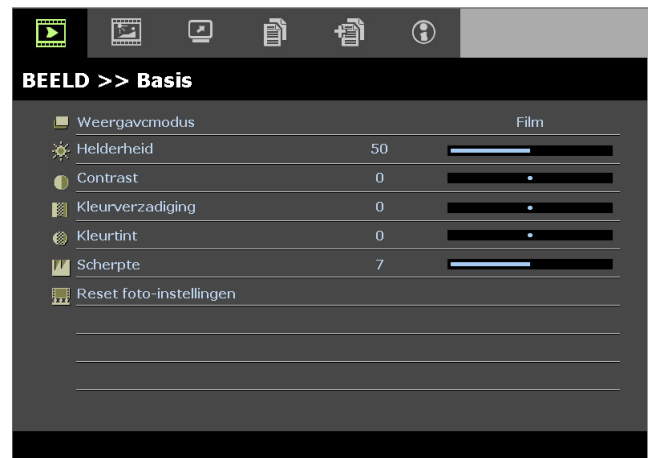 BEELD >> Basis
Weergavcmodus Film
Helderheid 50
Contrast 0
Kleurverzadiging 0
Kleurtint 0
Scherpte 7
Reset foto-instellingen